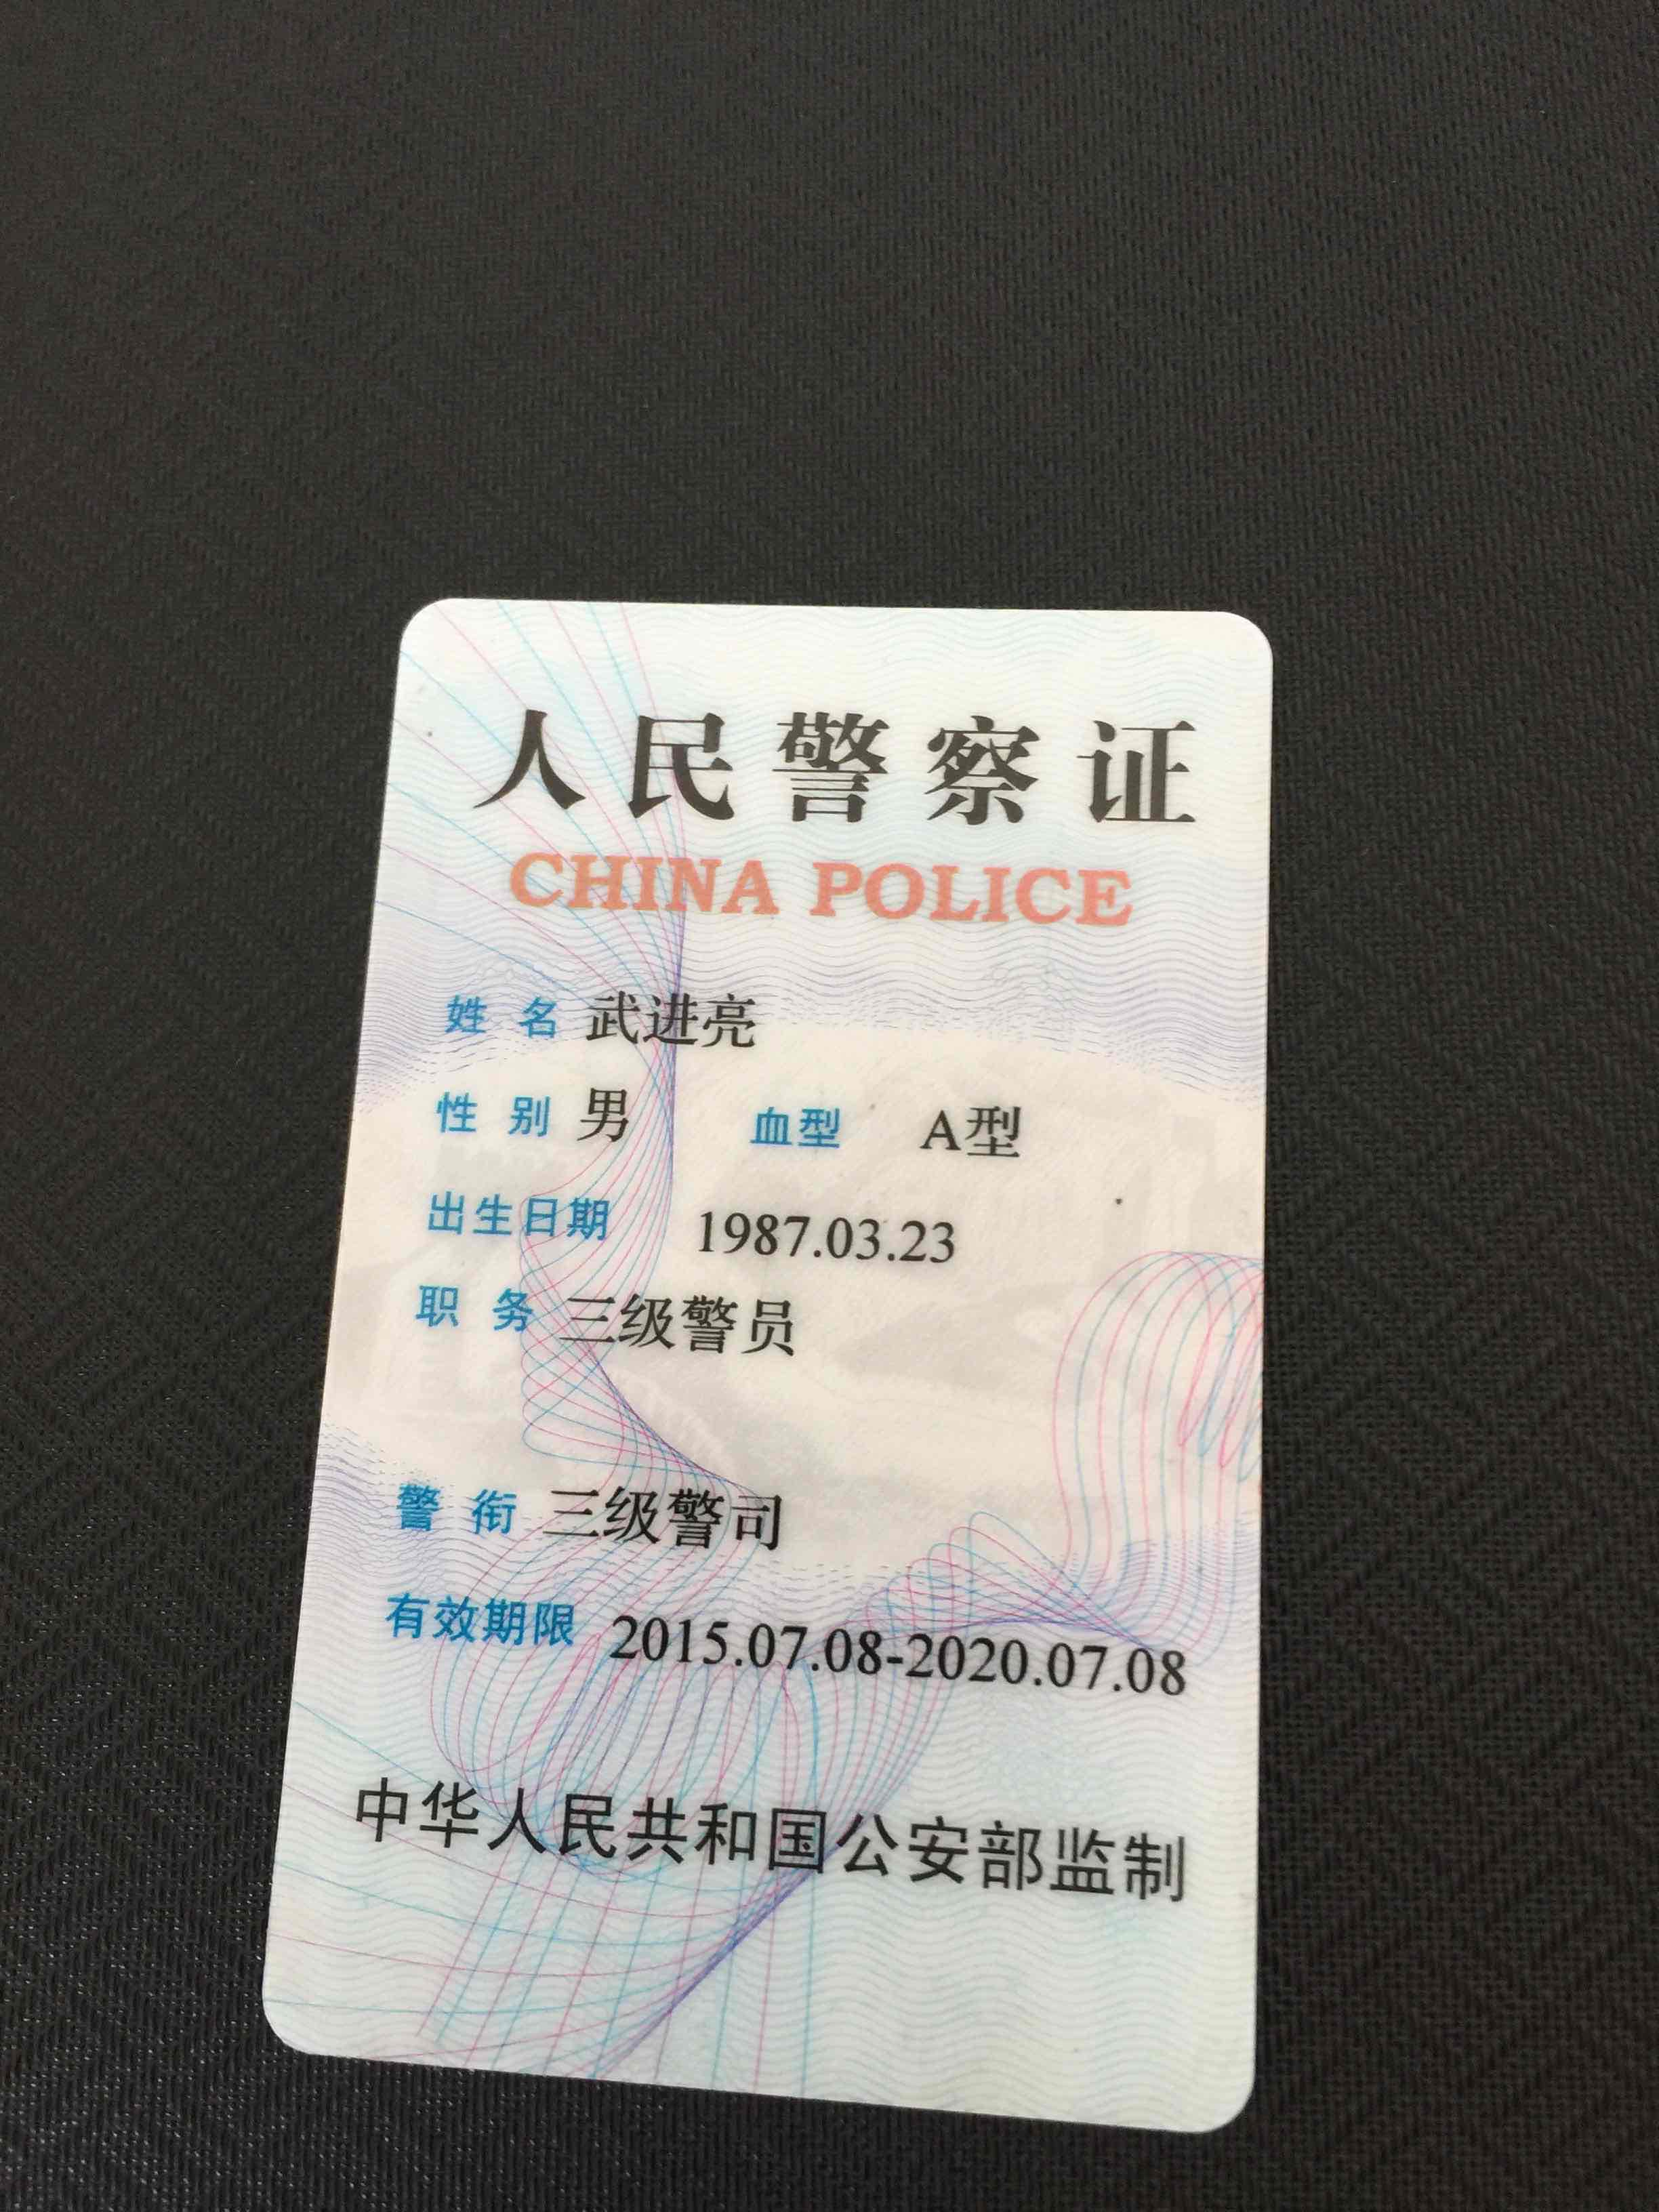 人民警察证
CHINA POLICE
姓 名 武进亮
性 别 男 血型 A型
出生日期 1987.03.23
职 务 三级警员
警 衔 三级警司
有效期限 2015.07.08-2020.07.08
中华人民共和国公安部监制